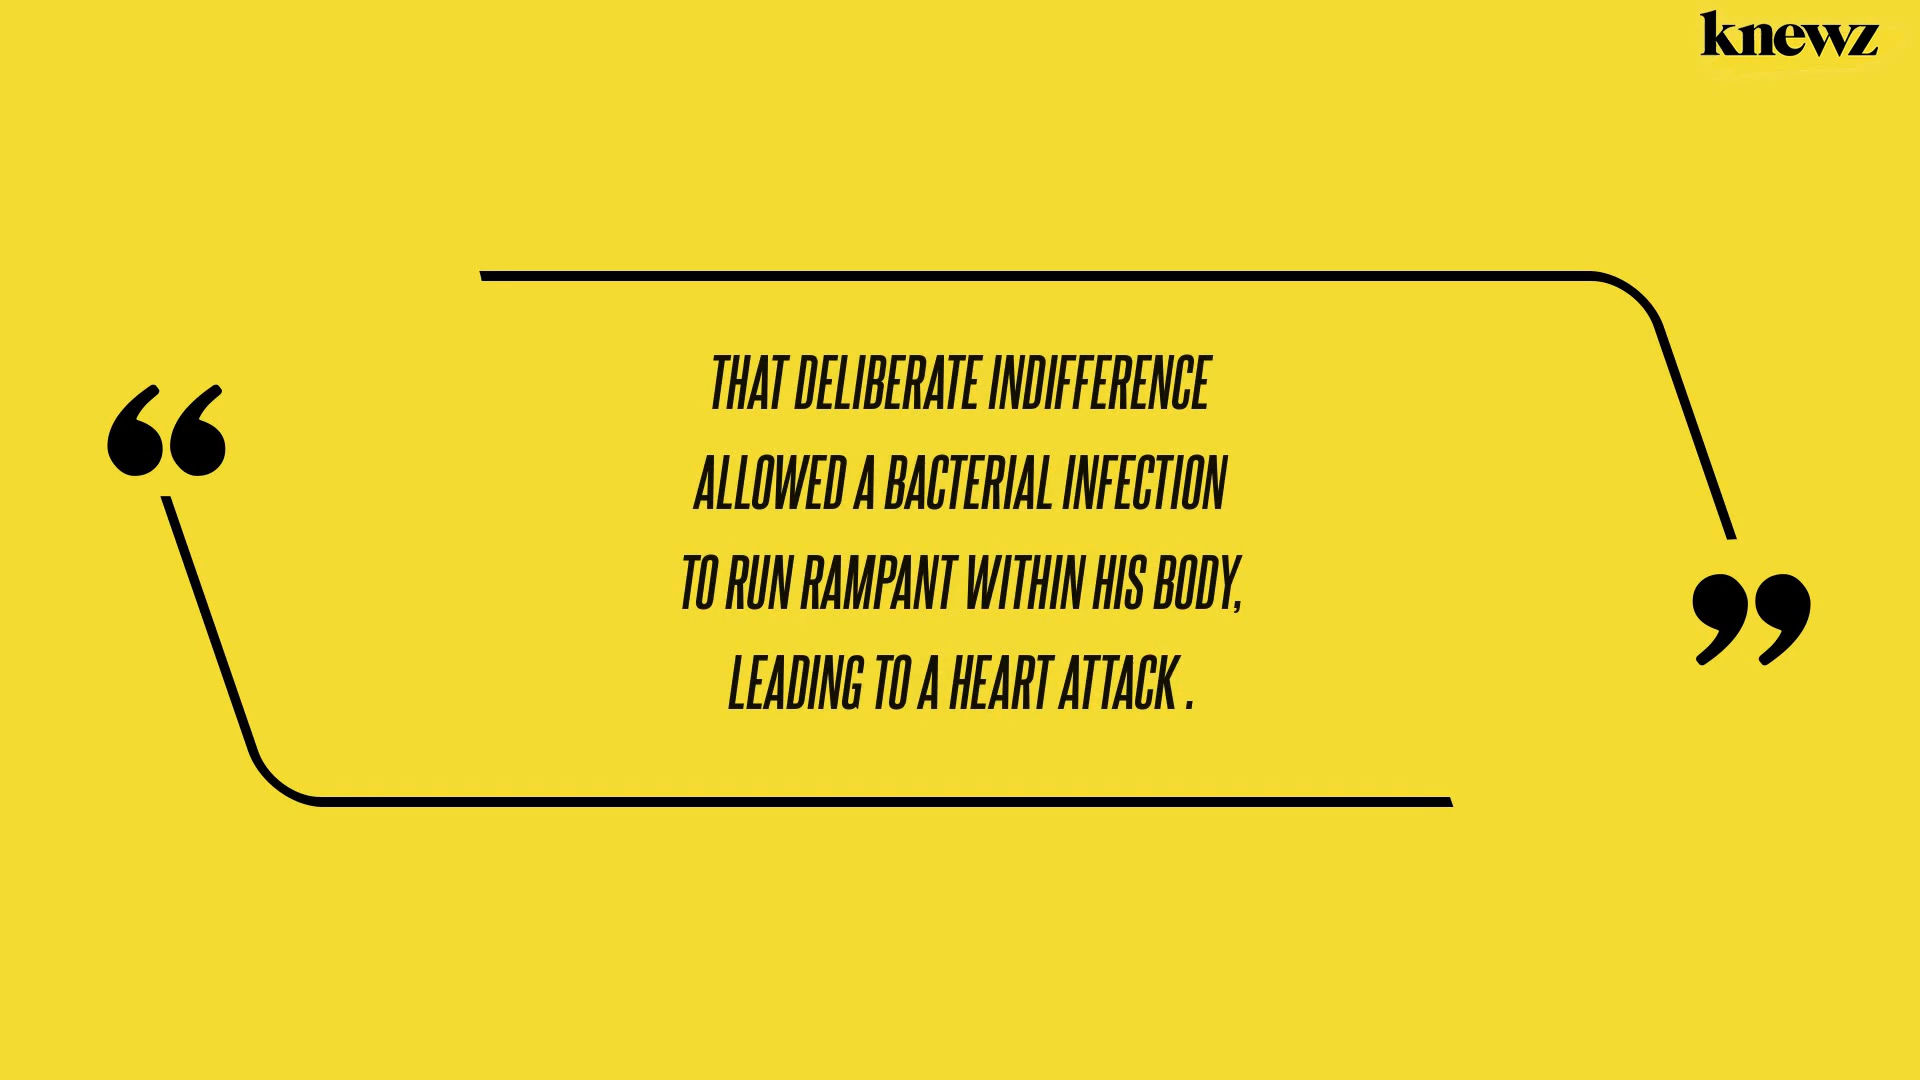 knewz
“
THAT DELIBERATE INDIFFERENCE
ALLOWED A BACTERIAL INFECTION
TO RUN RAMPANT WITHIN HIS BODY,
LEADING TO A HEART ATTACK .
”